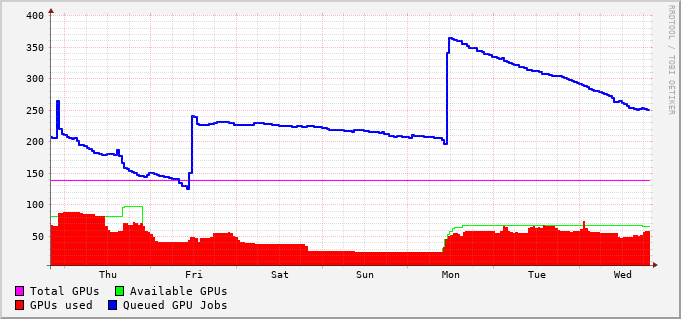 400
350
300
250
200
150
100
50
Thu Fri Sat Sun Mon Tue Wed
Total GPUs Available GPUs
GPUs used Queued GPU Jobs
RRDTOOL / TOBI OETIKER